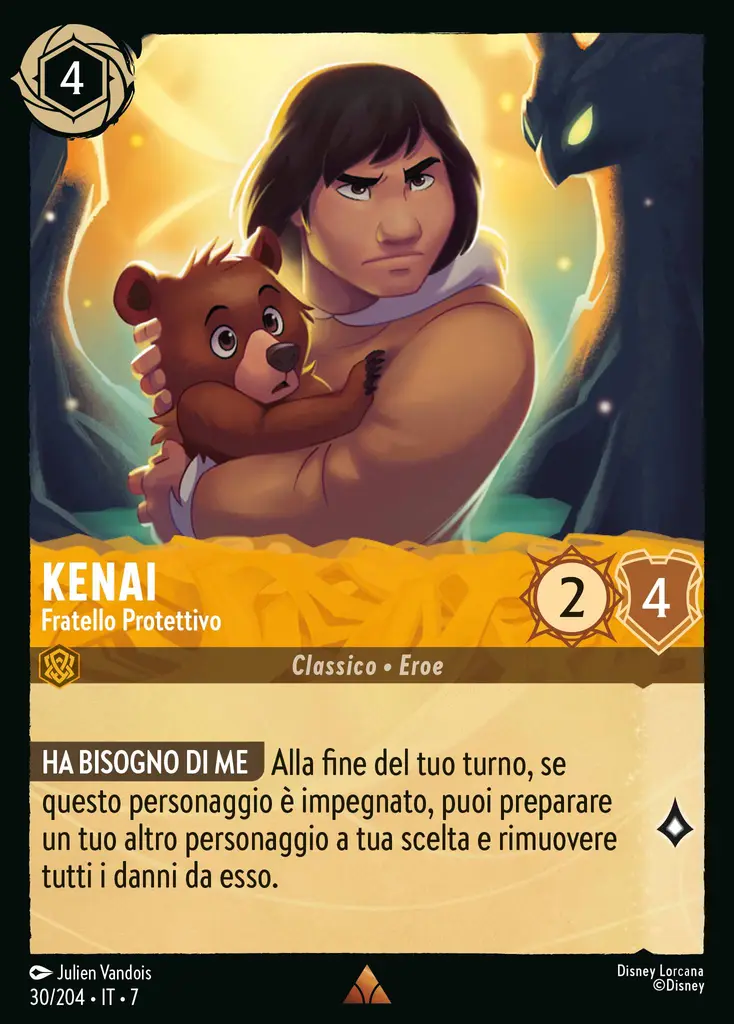 4
KENAI
Fratello Protettivo
2
4
Classico • Eroe
HA BISOGNO DI ME Alla fine del tuo turno, se
questo personaggio è impegnato, puoi preparare
un tuo altro personaggio a tua scelta e rimuovere
tutti i danni da esso.
Julien Vandois
30/204 • IT • 7
Disney Lorcana
©Disney